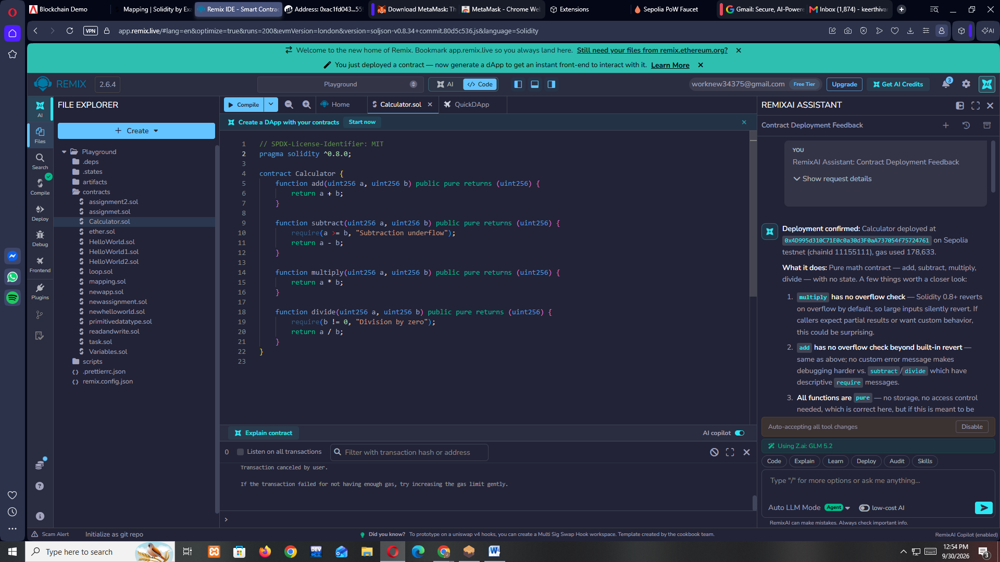 Blockchain Demo
Mapping | Solidity by Exa
Remix IDE - Smart Contrac
Address: 0xac1fd043...55
Download MetaMask: Th
MetaMask - Chrome Web
Extensions
Sepolia PoW Faucet
Gmail: Secure, AI-Powere
Inbox (1,874) - keerthivar
VPN
app.remix.live/#lang=en&optimize=true&runs=200&evmVersion=london&version=soljson-v0.8.34+commit.80d5c536.js&language=Solidity
AI
Welcome to the new home of Remix. Bookmark app.remix.live so you always land here. Still need your files from remix.ethereum.org?
You just deployed a contract — now generate a dApp to get an instant front-end to interact with it. Learn More
REMIX
2.6.4
Playground
AI
</> Code
worknew34375@gmail.com
Free Tier
Upgrade
Get AI Credits
3
AI
AI
Files
Search
Compile
Deploy
Debug
Frontend
Plugins
FILE EXPLORER
+ Create
Playground
.deps
.states
artifacts
contracts
assignment2.sol
assignmet.sol
Calculator.sol
ether.sol
HelloWorld.sol
HelloWorld1.sol
HelloWorld2.sol
loop.sol
mapping.sol
newapp.sol
newassignment.sol
newhelloworld.sol
primitivedatatype.sol
readandwrite.sol
task.sol
Variables.sol
scripts
.prettierrc.json
remix.config.json
Compile
Home
Calculator.sol
QuickDApp
Create a DApp with your contracts
Start now
1 // SPDX-License-Identifier: MIT
2 pragma solidity ^0.8.0;
3
4 contract Calculator {
5 function add(uint256 a, uint256 b) public pure returns (uint256) {
6 return a + b;
7 }
8
9 function subtract(uint256 a, uint256 b) public pure returns (uint256) {
10 require(a >= b, "Subtraction underflow");
11 return a - b;
12 }
13
14 function multiply(uint256 a, uint256 b) public pure returns (uint256) {
15 return a * b;
16 }
17
18 function divide(uint256 a, uint256 b) public pure returns (uint256) {
19 require(b != 0, "Division by zero");
20 return a / b;
21 }
22 }
23
Explain contract
AI copilot
0
Listen on all transactions
Filter with transaction hash or address
Transaction canceled by user.
If the transaction failed for not having enough gas, try increasing the gas limit gently.
>
REMIXAI ASSISTANT
Contract Deployment Feedback
YOU
RemixAI Assistant: Contract Deployment Feedback
Show request details
Deployment confirmed: Calculator deployed at
0x4D995d310C71E0c0a30d3F0aA737054f75724761 on Sepolia
testnet (chainId 11155111), gas used 178,633.
What it does: Pure math contract — add, subtract, multiply,
divide — with no state. A few things worth a closer look:
1. multiply has no overflow check — Solidity 0.8+ reverts
on overflow by default, so large inputs silently revert. If
callers expect partial results or want custom behavior,
this could be surprising.
2. add has no overflow check beyond built-in revert —
same as above; no custom error message makes
debugging harder vs. subtract/divide which have
descriptive require messages.
3. All functions are pure — no storage, no access control
needed, which is correct here, but if this is meant to be
Auto-accepting all tool changes
Disable
Using Z.ai: GLM 5.2
Code
Explain
Learn
Deploy
Audit
Skills
Type "/" for more options or ask me anything...
Auto LLM Mode
Agent
low-cost AI
RemixAI can make mistakes. Always check important info.
Scam Alert
Initialize as git repo
Did you know? To prototype on a uniswap v4 hooks, you can create a Multi Sig Swap Hook workspace. Template created by the cookbook team.
RemixAI Copilot (enabled)
Type here to search
DEV
12:54 PM
9/30/2026
3